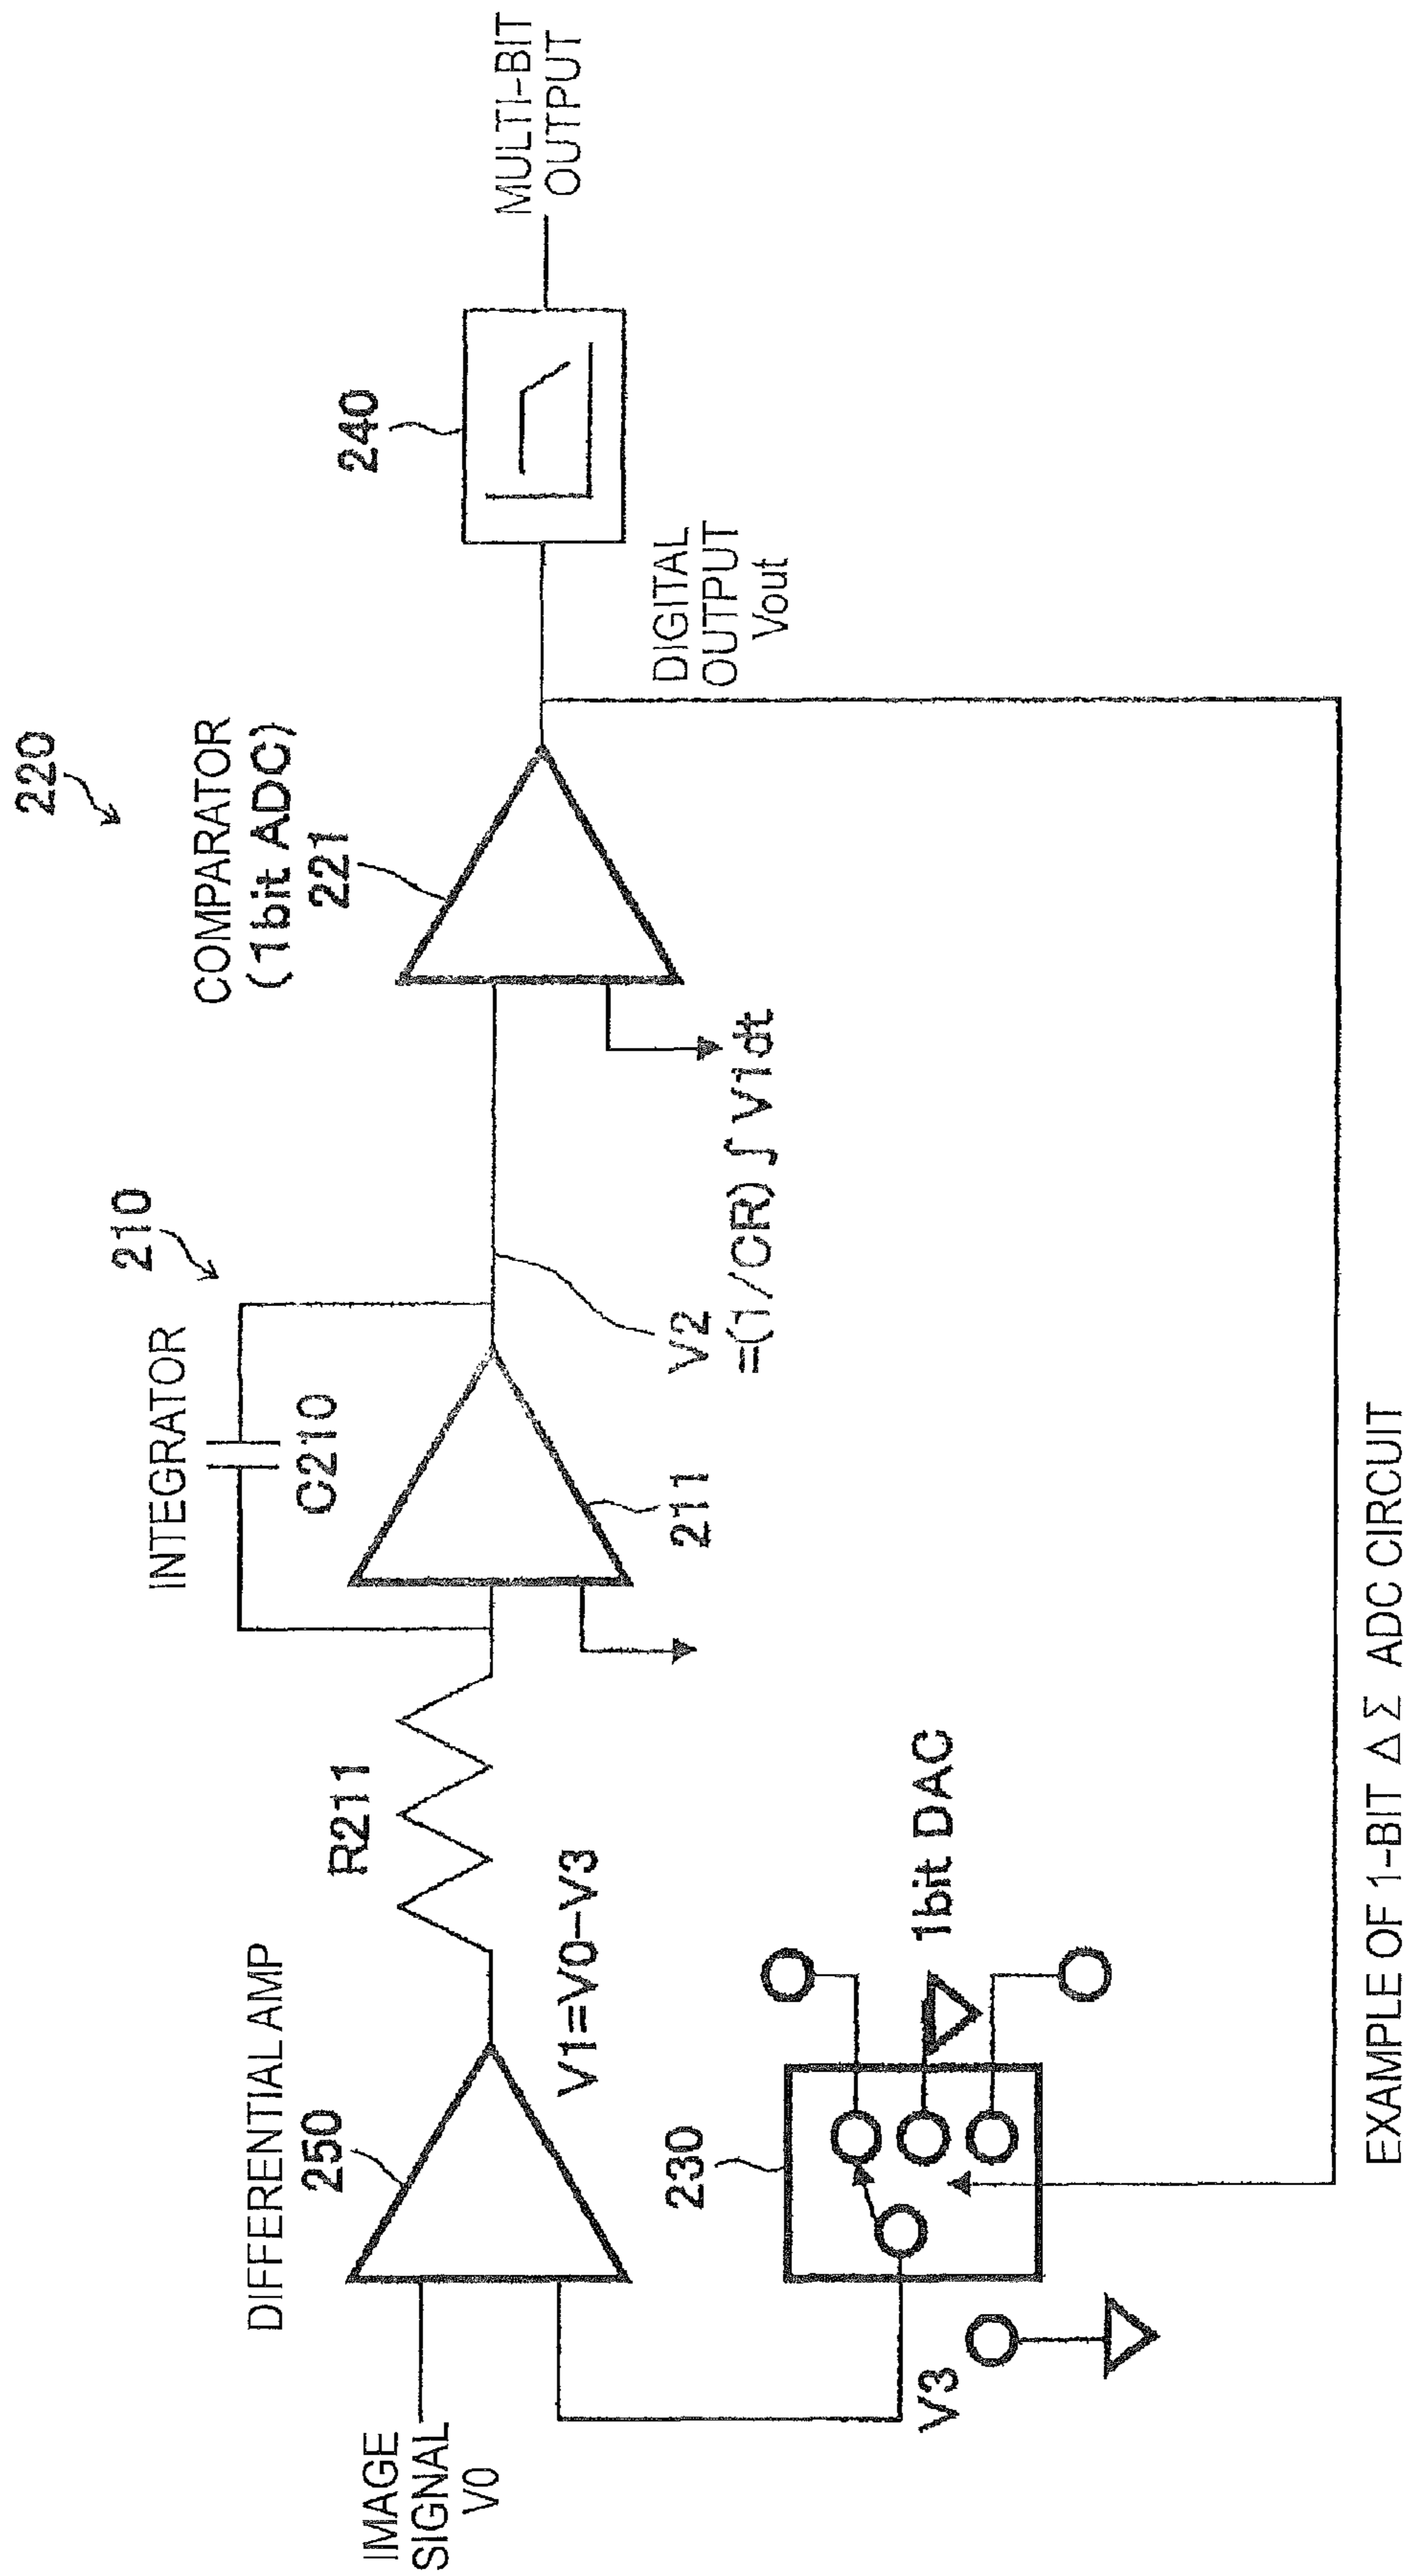 220
COMPARATOR
(1bit ADC)
221
210
INTEGRATOR
C210
211
240
MULTI-BIT
OUTPUT
DIGITAL
OUTPUT
Vout
V2
=(1/CR)∫V1dt
DIFFERENTIAL AMP
250
R211
V1=V0-V3
IMAGE
SIGNAL
V0
230
1bit DAC
V3
EXAMPLE OF 1-BIT ΔΣ ADC CIRCUIT